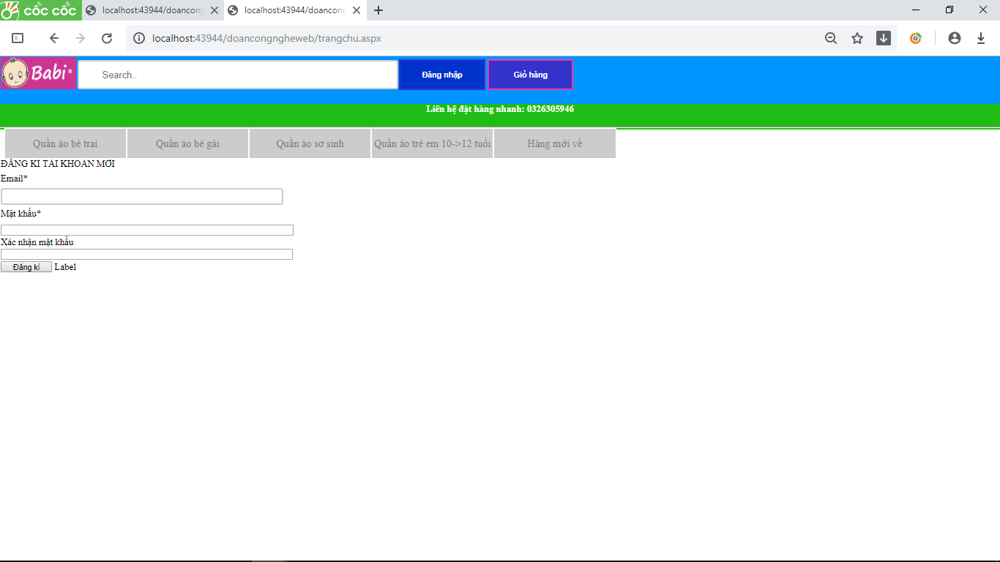 cốc cốc
localhost:43944/doancong
localhost:43944/doancong
localhost:43944/doancongngheweb/trangchu.aspx
Babi®
Search..
Đăng nhập
Giỏ hàng
Liên hệ đặt hàng nhanh: 0326305946
Quần áo bé trai
Quần áo bé gái
Quần áo sơ sinh
Quần áo trẻ em 10->12 tuổi
Hàng mới về
ĐĂNG KÍ TÀI KHOẢN MỚI
Email*
Mật khẩu*
Xác nhận mật khẩu
Đăng kí Label